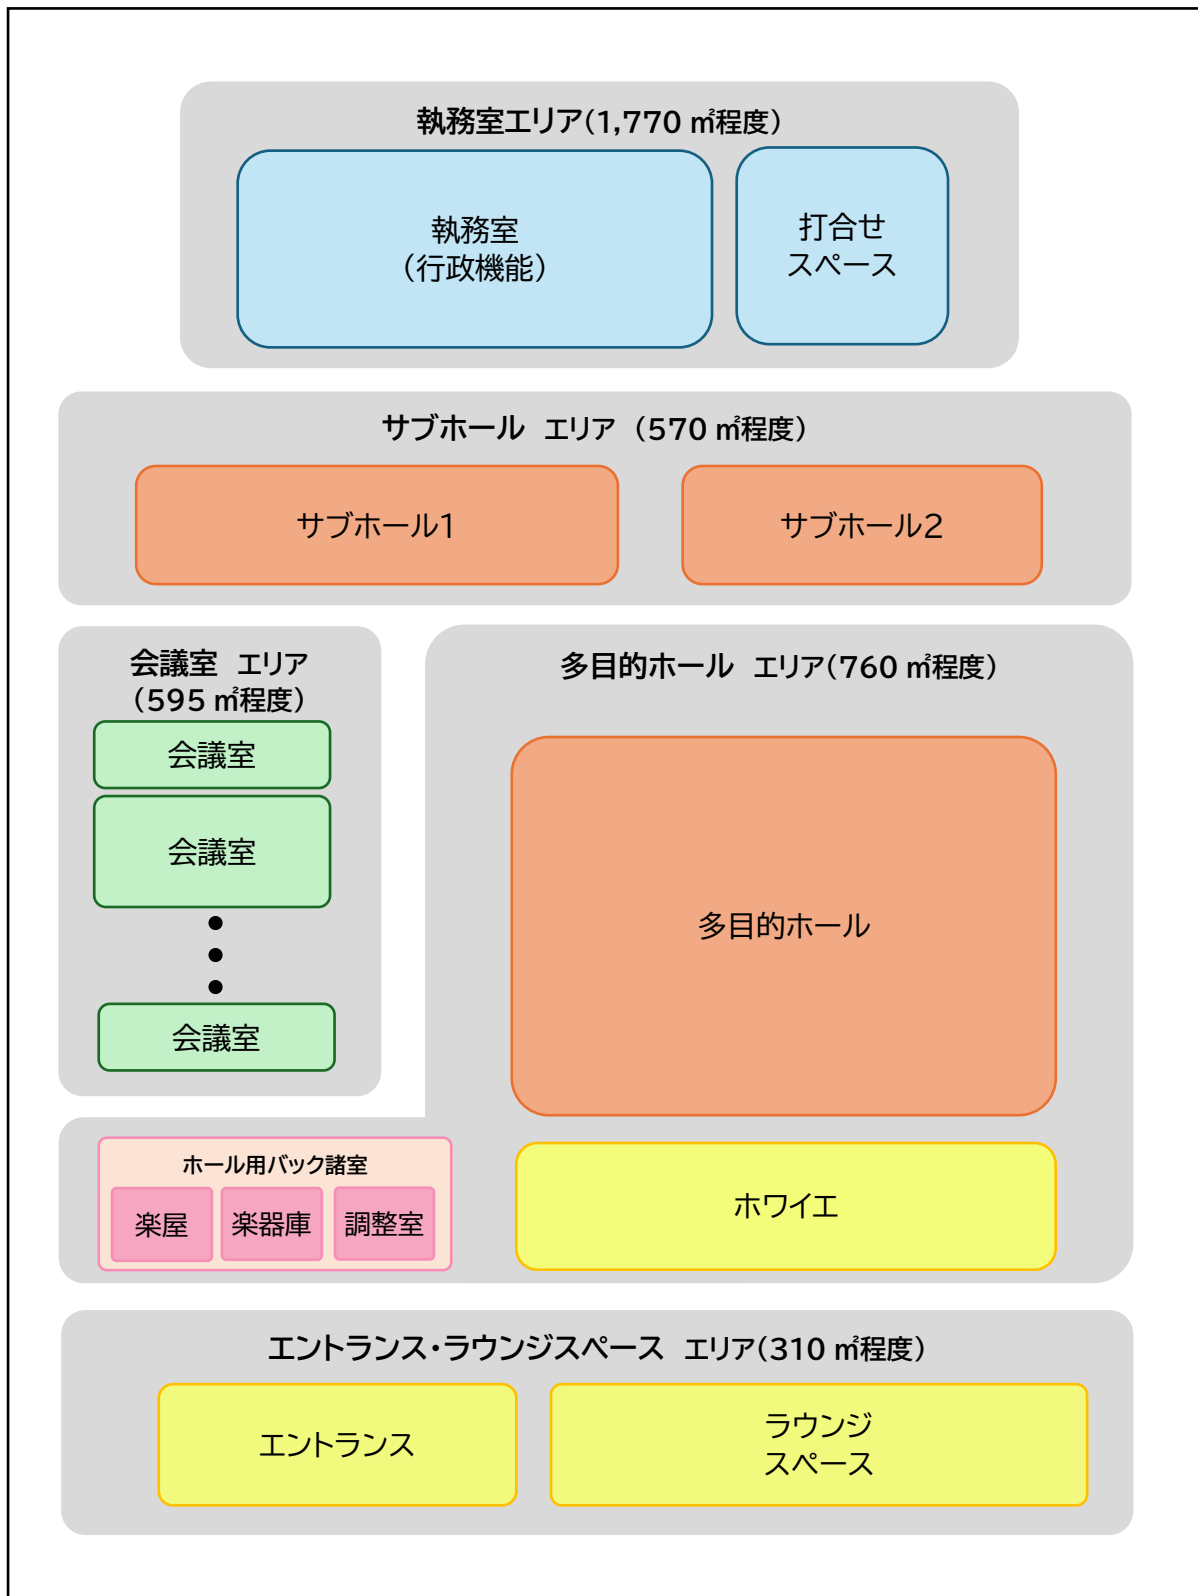 執務室エリア(1,770 ㎡程度)
執務室
(行政機能)
打合せ
スペース
サブホール　エリア　(570 ㎡程度)
サブホール1
サブホール2
会議室　エリア
(595 ㎡程度)
会議室
会議室
会議室
多目的ホール　エリア(760 ㎡程度)
多目的ホール
ホール用バック諸室
楽屋
楽器庫
調整室
ホワイエ
エントランス・ラウンジスペース　エリア(310 ㎡程度)
エントランス
ラウンジ
スペース